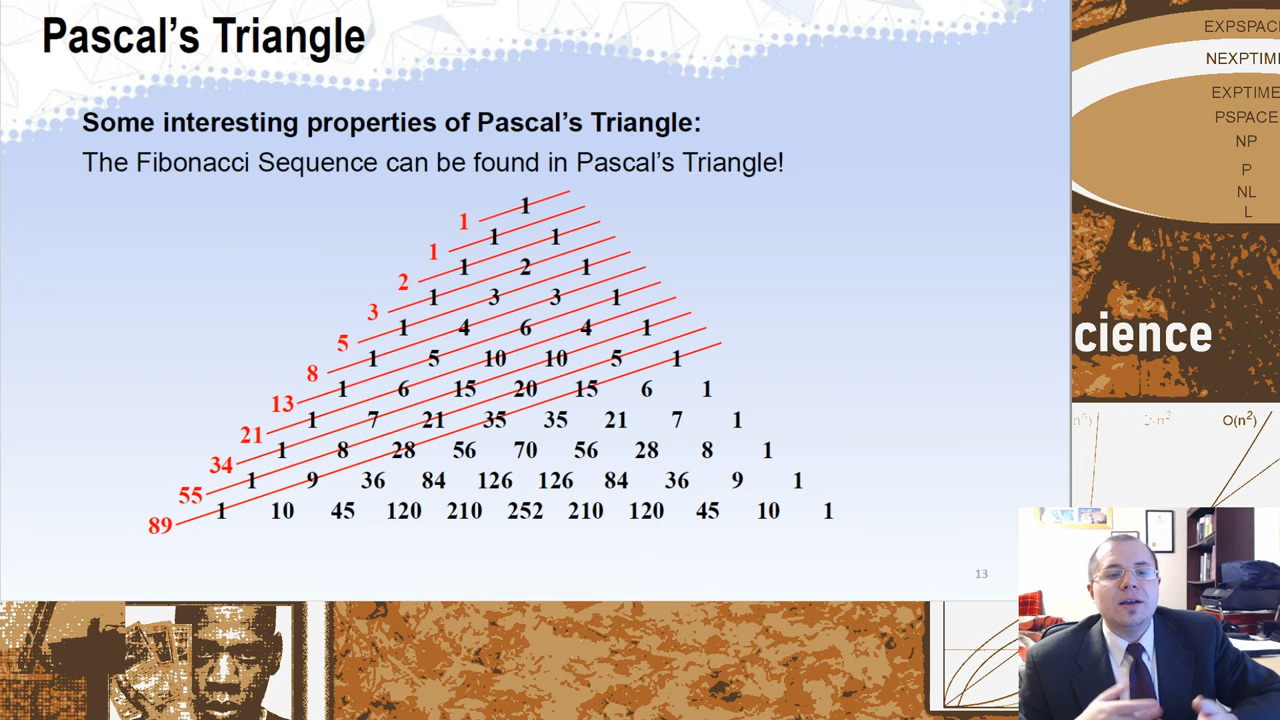 Pascal's Triangle
Some interesting properties of Pascal's Triangle:
The Fibonacci Sequence can be found in Pascal's Triangle!
1
1
1 1 1
2 1 2 1
3 1 3 3 1
5 1 4 6 4 1
8 1 5 10 10 5 1
13 1 6 15 20 15 6 1
21 1 7 21 35 35 21 7 1
34 1 8 28 56 70 56 28 8 1
55 1 9 36 84 126 126 84 36 9 1
89 1 10 45 120 210 252 210 120 45 10 1
13
EXPSPAC
NEXPTIM
EXPTIME
PSPACE
NP
P
NL
L
cience
O(n²)